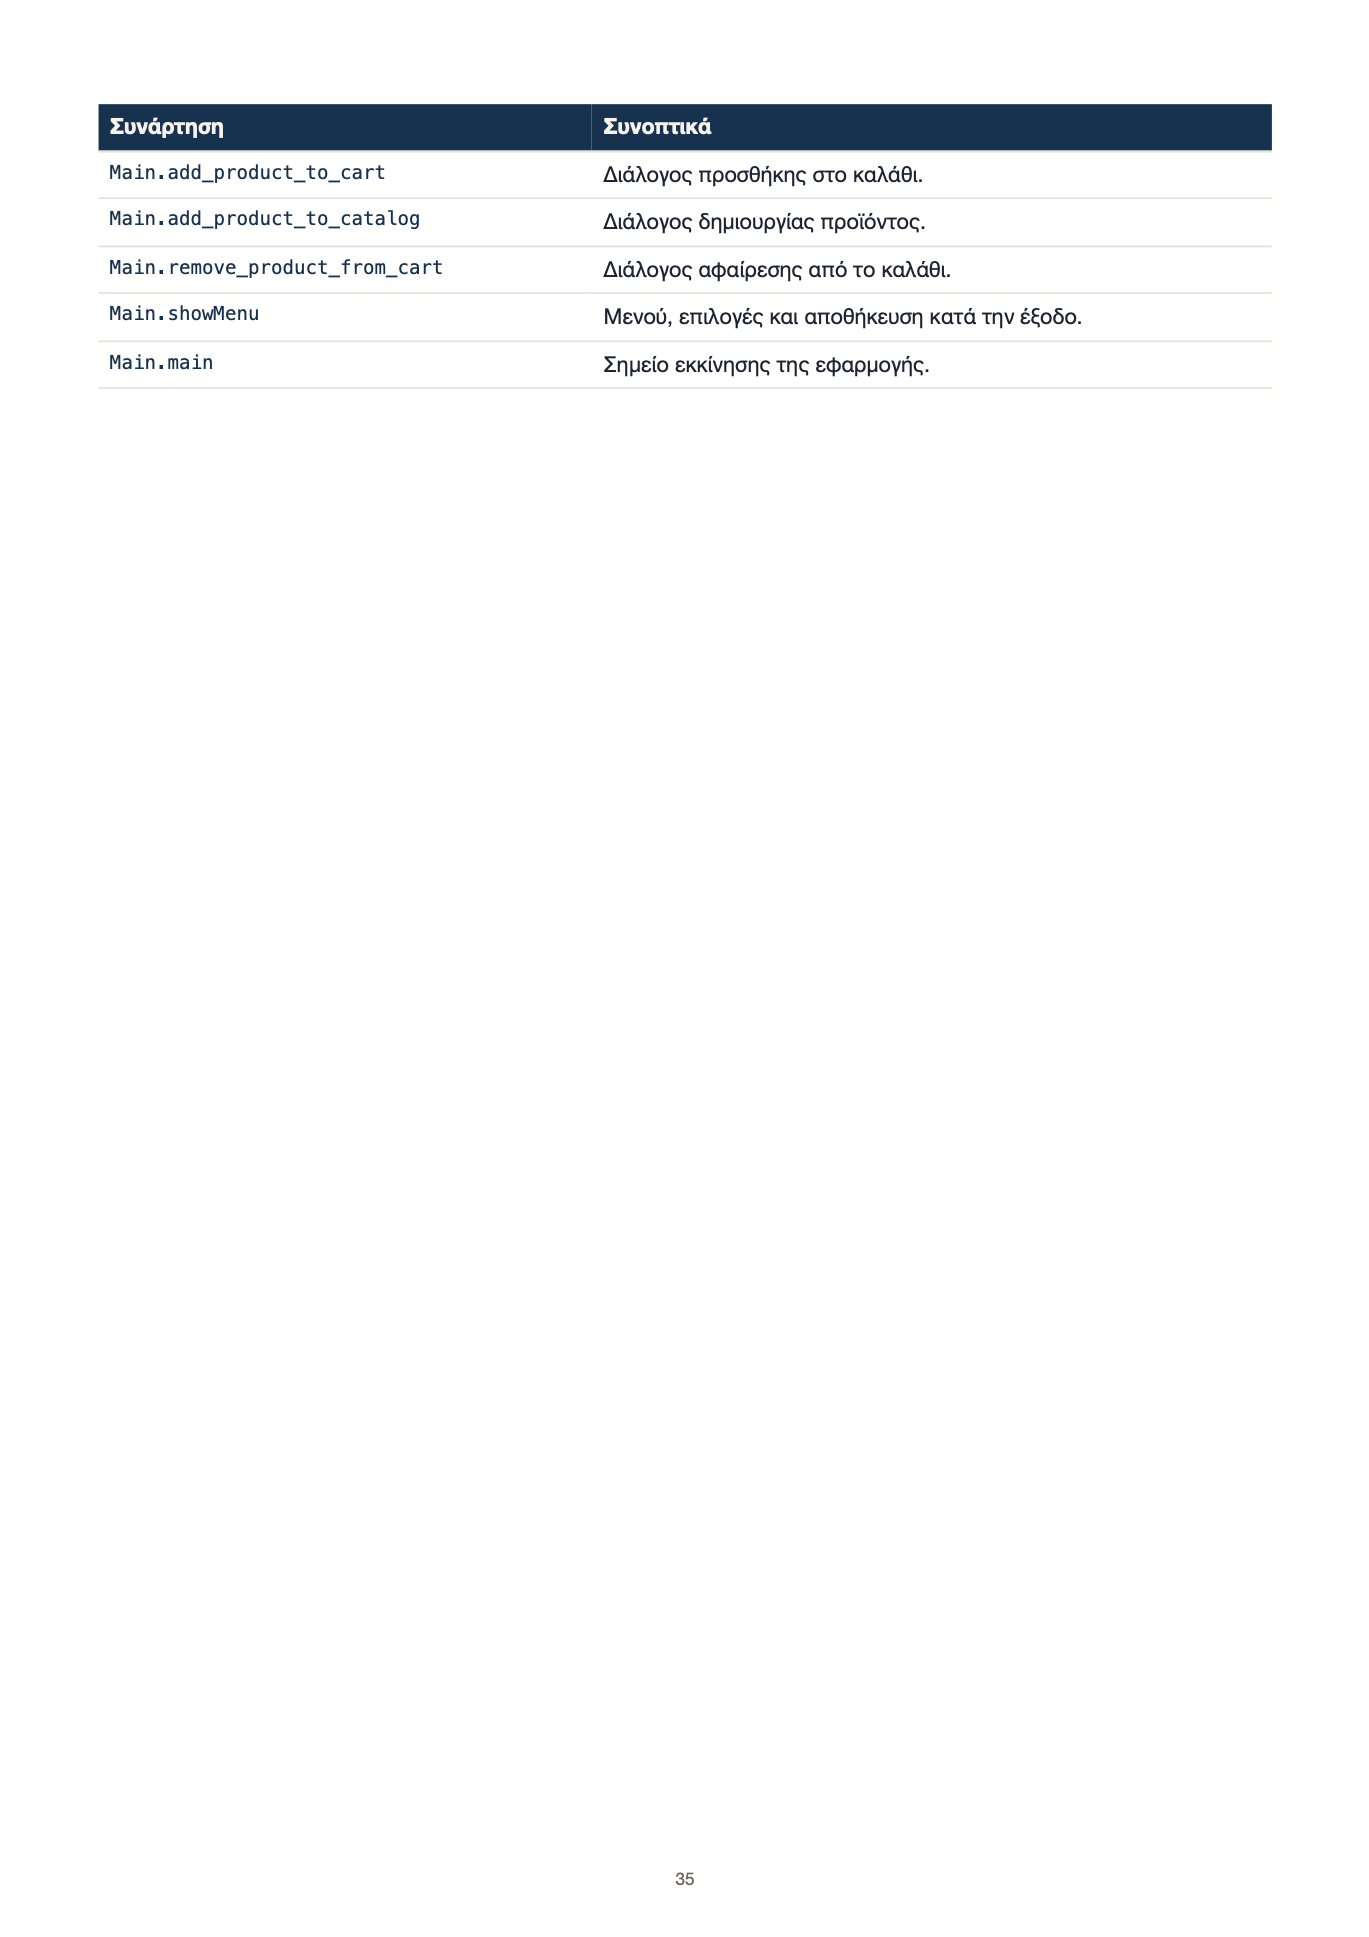 Συνάρτηση Συνοπτικά
Main.add_product_to_cart Διάλογος προσθήκης στο καλάθι.
Main.add_product_to_catalog Διάλογος δημιουργίας προϊόντος.
Main.remove_product_from_cart Διάλογος αφαίρεσης από το καλάθι.
Main.showMenu Μενού, επιλογές και αποθήκευση κατά την έξοδο.
Main.main Σημείο εκκίνησης της εφαρμογής.
35